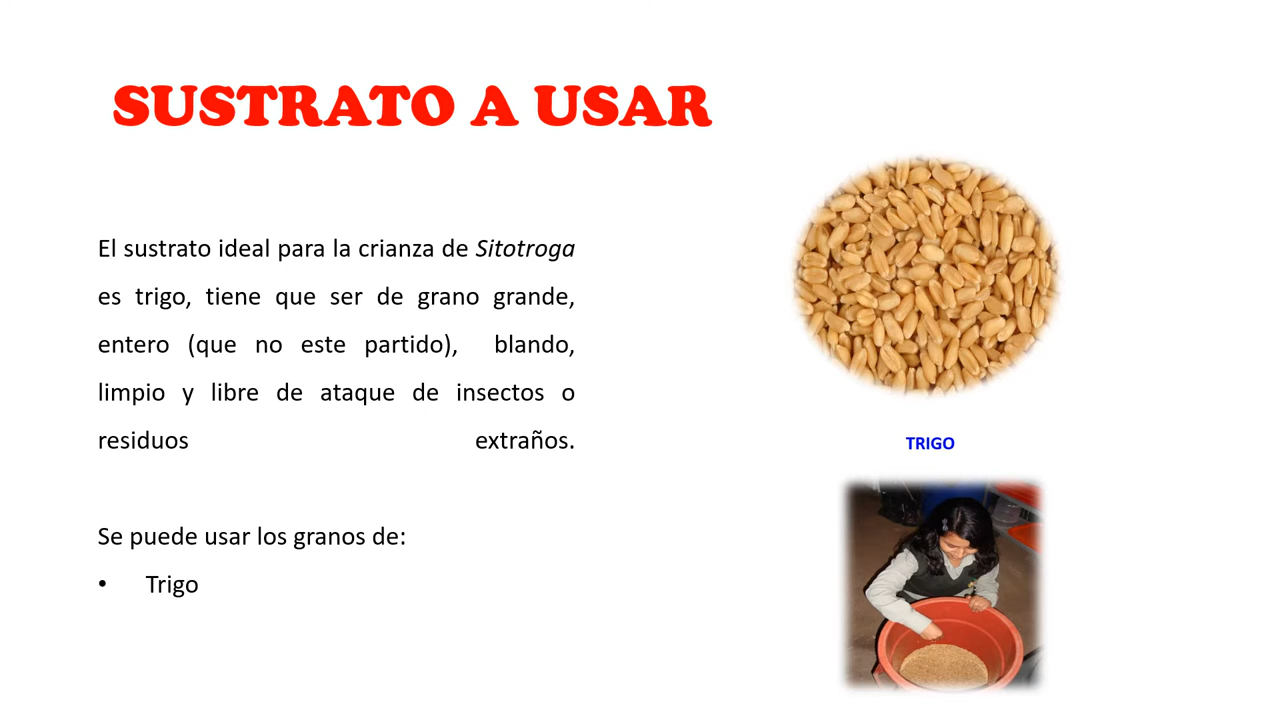 SUSTRATO A USAR
El sustrato ideal para la crianza de Sitotroga
es trigo, tiene que ser de grano grande,
entero (que no este partido), blando,
limpio y libre de ataque de insectos o
residuos extraños.
TRIGO
Se puede usar los granos de:
• Trigo